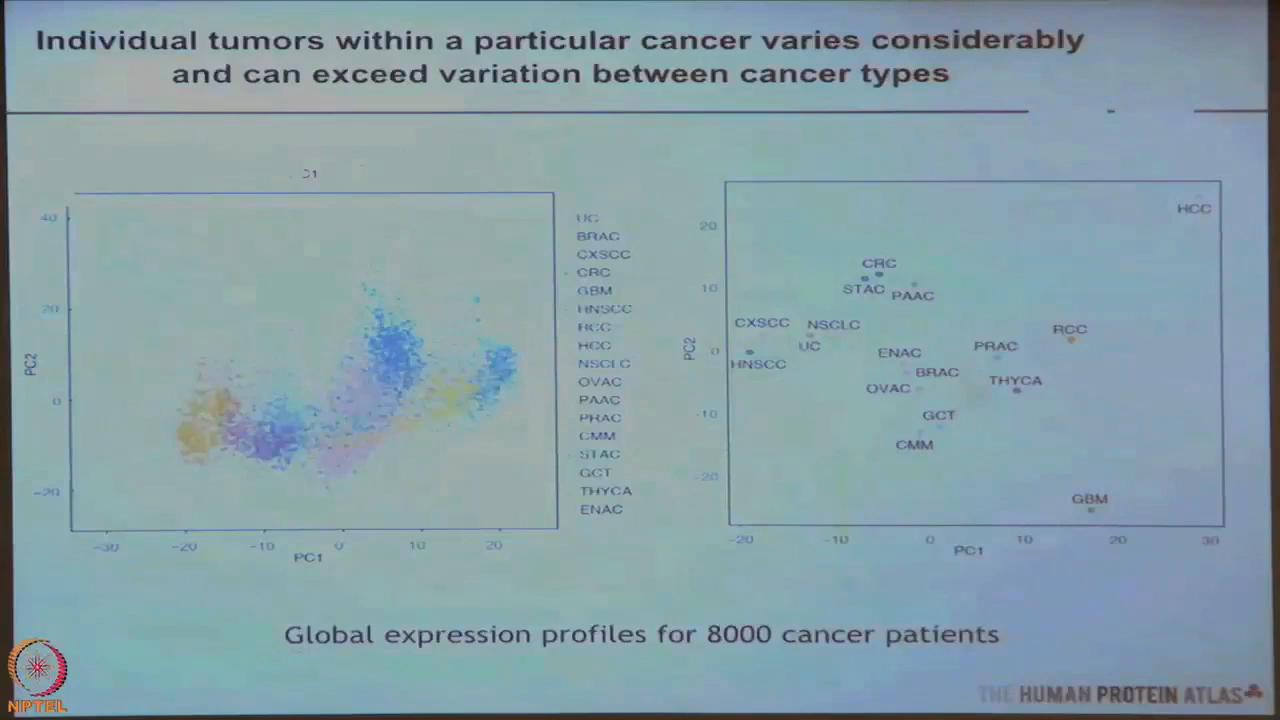 Individual tumors within a particular cancer varies considerably
and can exceed variation between cancer types
40
20
0
−20
PC2
−30
−20
−10
0
10
20
PC1
UC
BRAC
CXSCC
CRC
GBM
HNSCC
HCC
NSCLC
OVAC
PAAC
PRAC
CMM
STAC
GCT
THYCA
ENAC
20
10
0
-10
-20
PC2
HCC
CRC
STAC
PAAC
CXSCC
NSCLC
RCC
UC
HNSCC
ENAC
PRAC
BRAC
THYCA
OVAC
GCT
CMM
GBM
−20
−10
0
10
20
30
PC1
Global expression profiles for 8000 cancer patients
THE HUMAN PROTEIN ATLAS
NPTEL